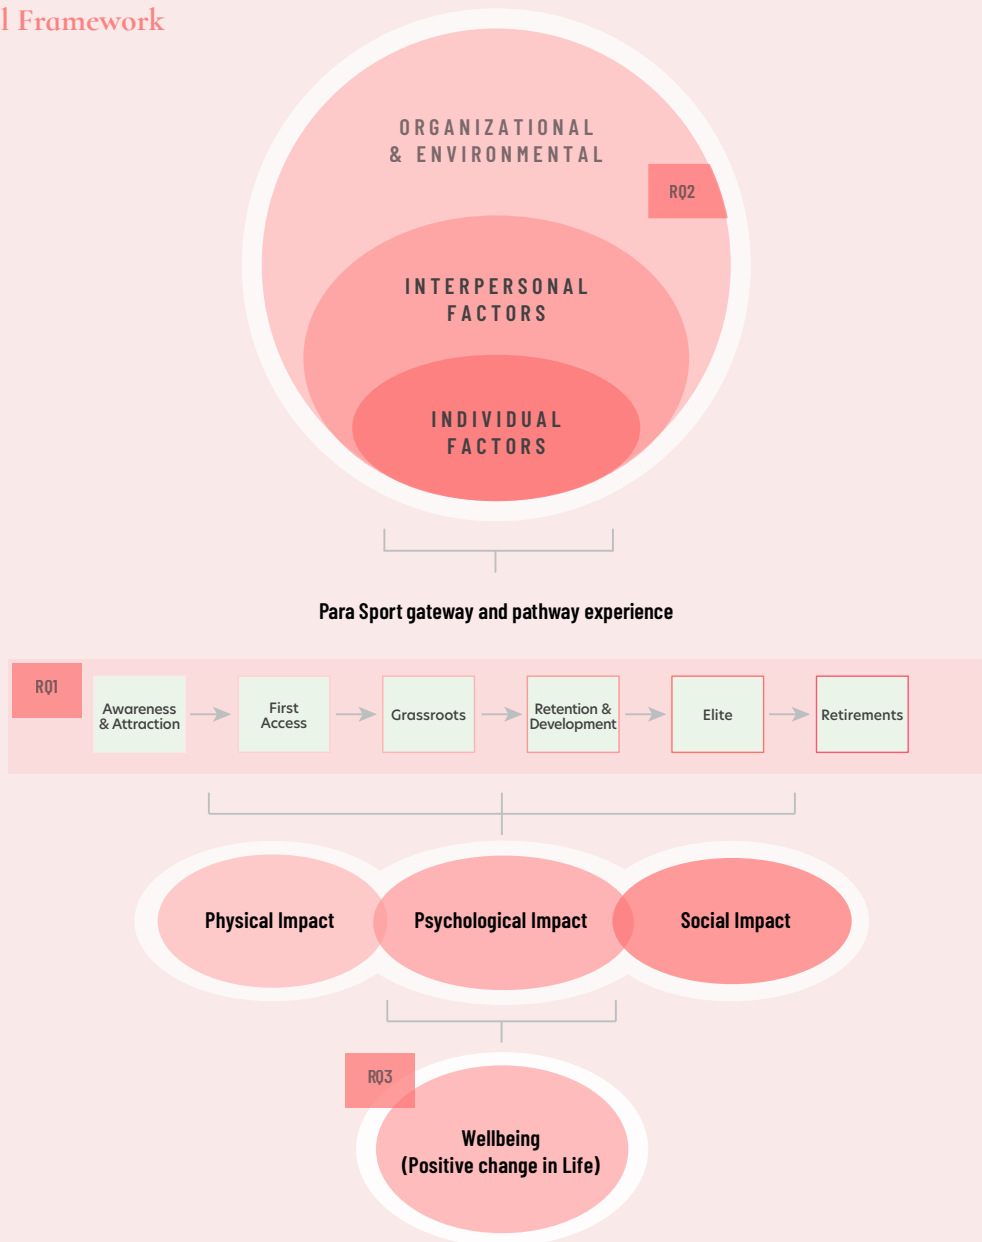 l Framework
ORGANIZATIONAL
& ENVIRONMENTAL
RQ2
INTERPERSONAL
FACTORS
INDIVIDUAL
FACTORS
Para Sport gateway and pathway experience
RQ1
Awareness
& Attraction
First
Access
Grassroots
Retention &
Development
Elite
Retirements
Physical Impact
Psychological Impact
Social Impact
RQ3
Wellbeing
(Positive change in Life)